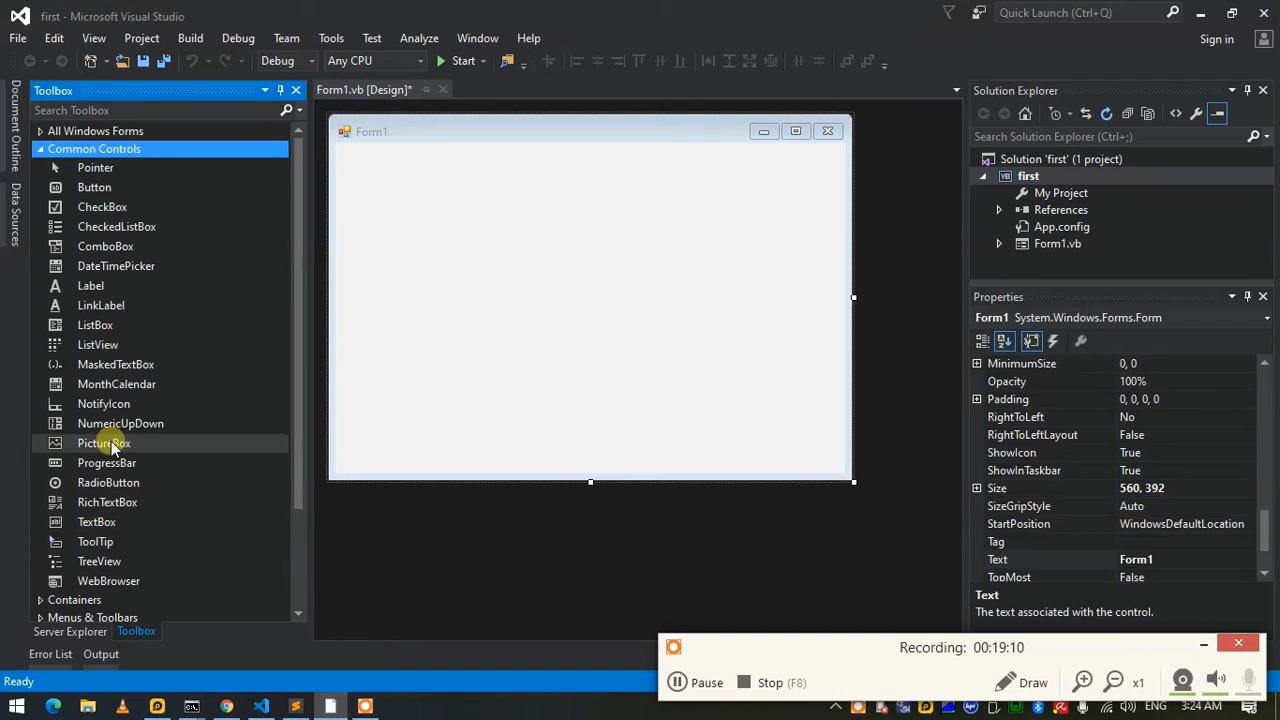 first - Microsoft Visual Studio
Quick Launch (Ctrl+Q)
File Edit View Project Build Debug Team Tools Test Analyze Window Help
Sign in
Debug Any CPU Start
Document Outline
Data Sources
Toolbox
Search Toolbox
All Windows Forms
Common Controls
Pointer
Button
CheckBox
CheckedListBox
ComboBox
DateTimePicker
Label
LinkLabel
ListBox
ListView
MaskedTextBox
MonthCalendar
NotifyIcon
NumericUpDown
PictureBox
ProgressBar
RadioButton
RichTextBox
TextBox
ToolTip
TreeView
WebBrowser
Containers
Menus & Toolbars
Server Explorer Toolbox
Error List Output
Ready
Form1.vb [Design]*
Form1
Solution Explorer
Search Solution Explorer (Ctrl+;)
Solution 'first' (1 project)
VB first
My Project
References
App.config
Form1.vb
Properties
Form1 System.Windows.Forms.Form
MinimumSize 0, 0
Opacity 100%
Padding 0, 0, 0, 0
RightToLeft No
RightToLeftLayout False
ShowIcon True
ShowInTaskbar True
Size 560, 392
SizeGripStyle Auto
StartPosition WindowsDefaultLocation
Tag
Text Form1
TopMost False
Text
The text associated with the control.
Recording: 00:19:10
Pause Stop (F8) Draw x1
ENG 3:24 AM